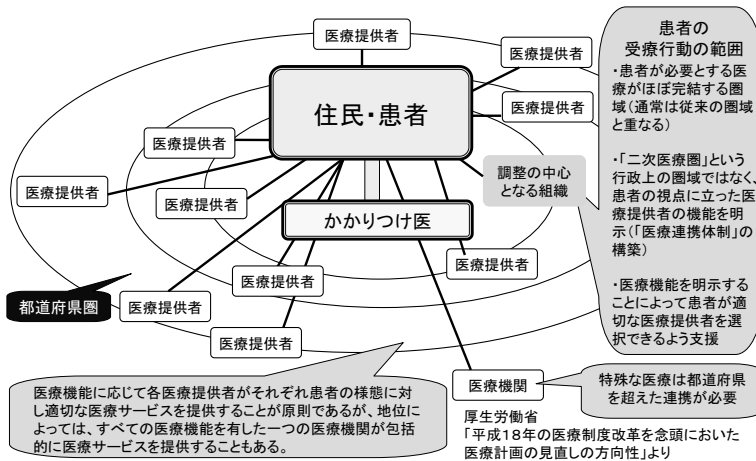 医療提供者
医療提供者
住民・患者
医療提供者
医療提供者
医療提供者
医療提供者
調整の中心
となる組織
かかりつけ医
医療提供者
医療提供者
都道府県圏
医療提供者
医療提供者
医療機関
患者の
受療行動の範囲
・患者が必要とする医
療がほぼ完結する圏
域(通常は従来の圏域
と重なる)
・「二次医療圏」という
行政上の圏域ではなく、
患者の視点に立った医
療提供者の機能を明
示(「医療連携体制」の
構築)
・医療機能を明示する
ことによって患者が適
切な医療提供者を選
択できるよう支援
医療機能に応じて各医療提供者がそれぞれ患者の様態に対
し適切な医療サービスを提供することが原則であるが、地位に
よっては、すべての医療機能を有した一つの医療機関が包括
的に医療サービスを提供することもある。
特殊な医療は都道府県
を超えた連携が必要
厚生労働省
「平成18年の医療制度改革を念頭においた
医療計画の見直しの方向性」より